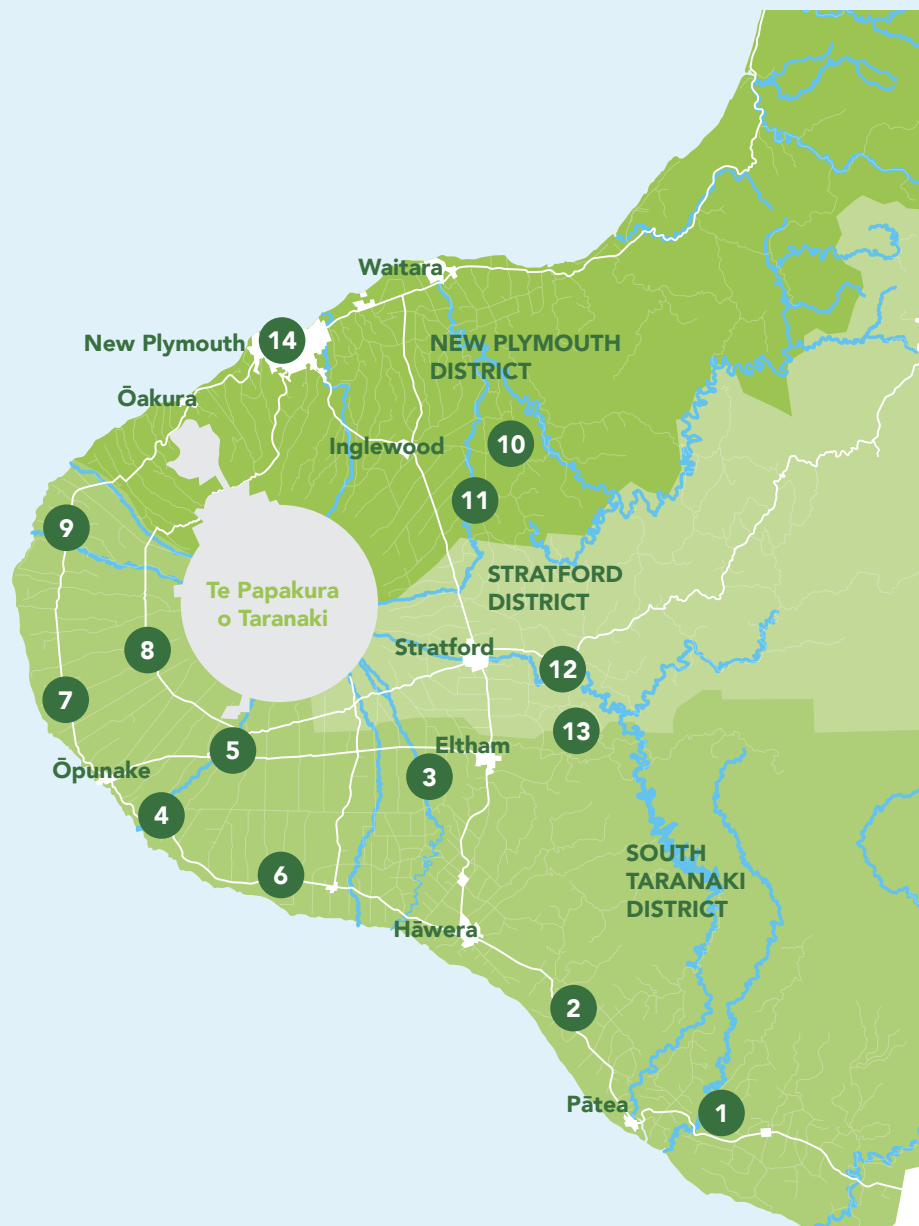 Waitara
New Plymouth
14
NEW PLYMOUTH
DISTRICT
Ōakura
Inglewood
10
11
9
Te Papakura
o Taranaki
STRATFORD
DISTRICT
8
Stratford
12
7
13
5
Eltham
Ōpunake
3
4
6
SOUTH
TARANAKI
DISTRICT
Hāwera
2
Pātea
1